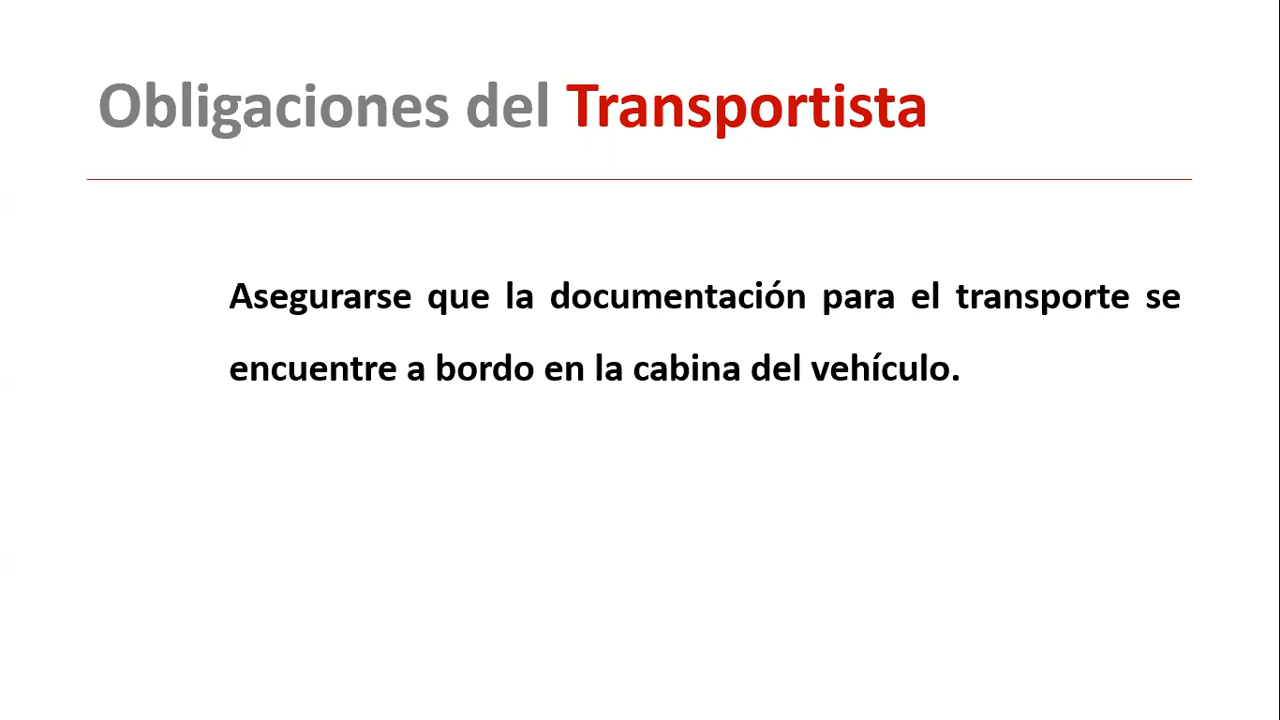 Obligaciones del Transportista
Asegurarse que la documentación para el transporte se
encuentre a bordo en la cabina del vehículo.